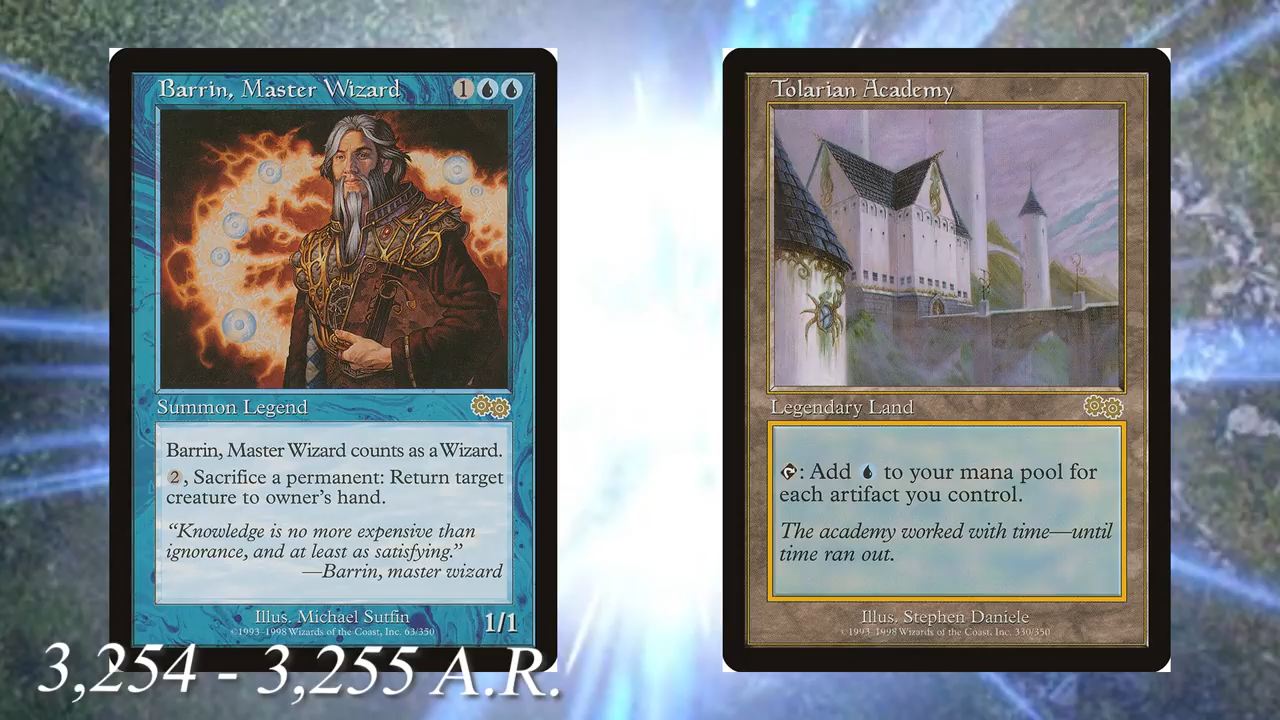 Barrin, Master Wizard 1
Summon Legend
Barrin, Master Wizard counts as a Wizard.
2, Sacrifice a permanent: Return target
creature to owner's hand.
“Knowledge is no more expensive than
ignorance, and at least as satisfying.”
—Barrin, master wizard
Illus. Michael Sutfin
©1993–1998 Wizards of the Coast, Inc. 63/350
1/1
Tolarian Academy
Legendary Land
: Add to your mana pool for
each artifact you control.
The academy worked with time—until
time ran out.
Illus. Stephen Daniele
©1993–1998 Wizards of the Coast, Inc. 330/350
3,254 - 3,255 A.R.